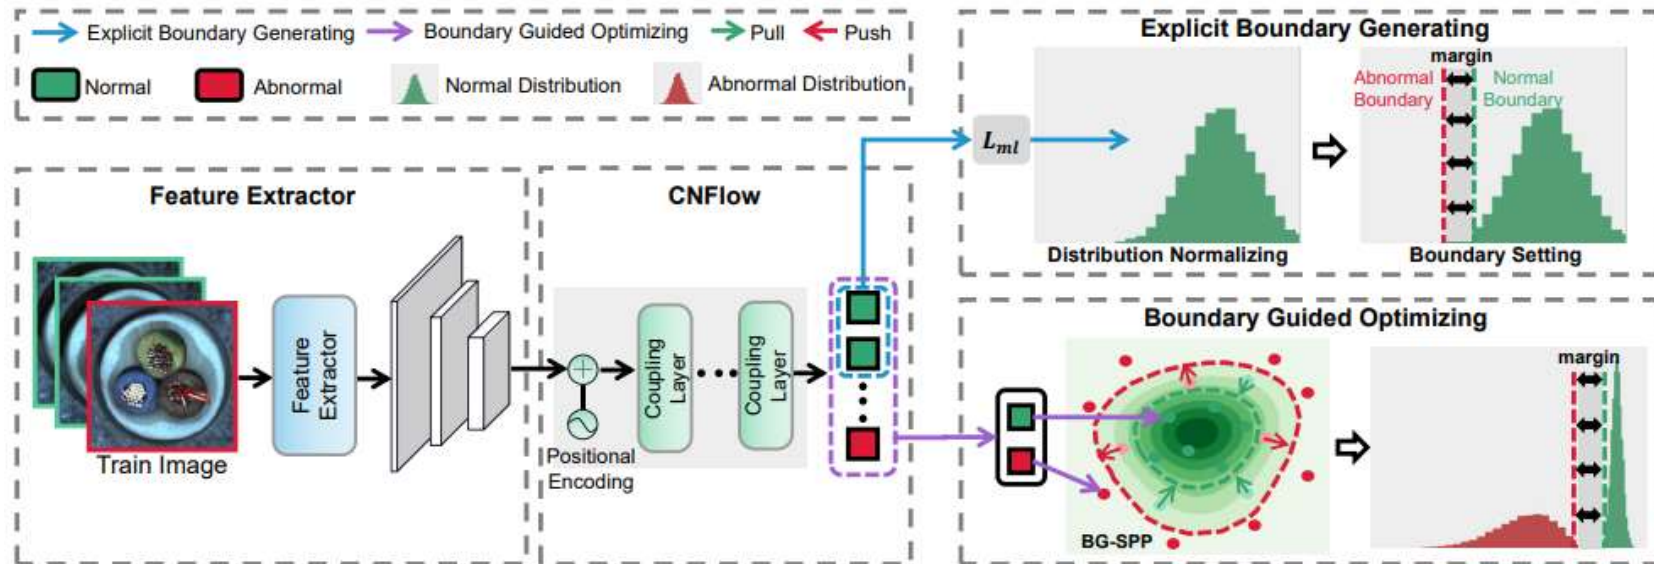 Explicit Boundary Generating
Boundary Guided Optimizing
Pull
Push
Normal
Abnormal
Normal Distribution
Abnormal Distribution
Feature Extractor
Train Image
Feature
Extractor
CNFlow
Coupling
Layer
Coupling
Layer
Positional
Encoding
Explicit Boundary Generating
L_{ml}
Distribution Normalizing
margin
Abnormal
Boundary
Normal
Boundary
Boundary Setting
Boundary Guided Optimizing
BG-SPP
margin